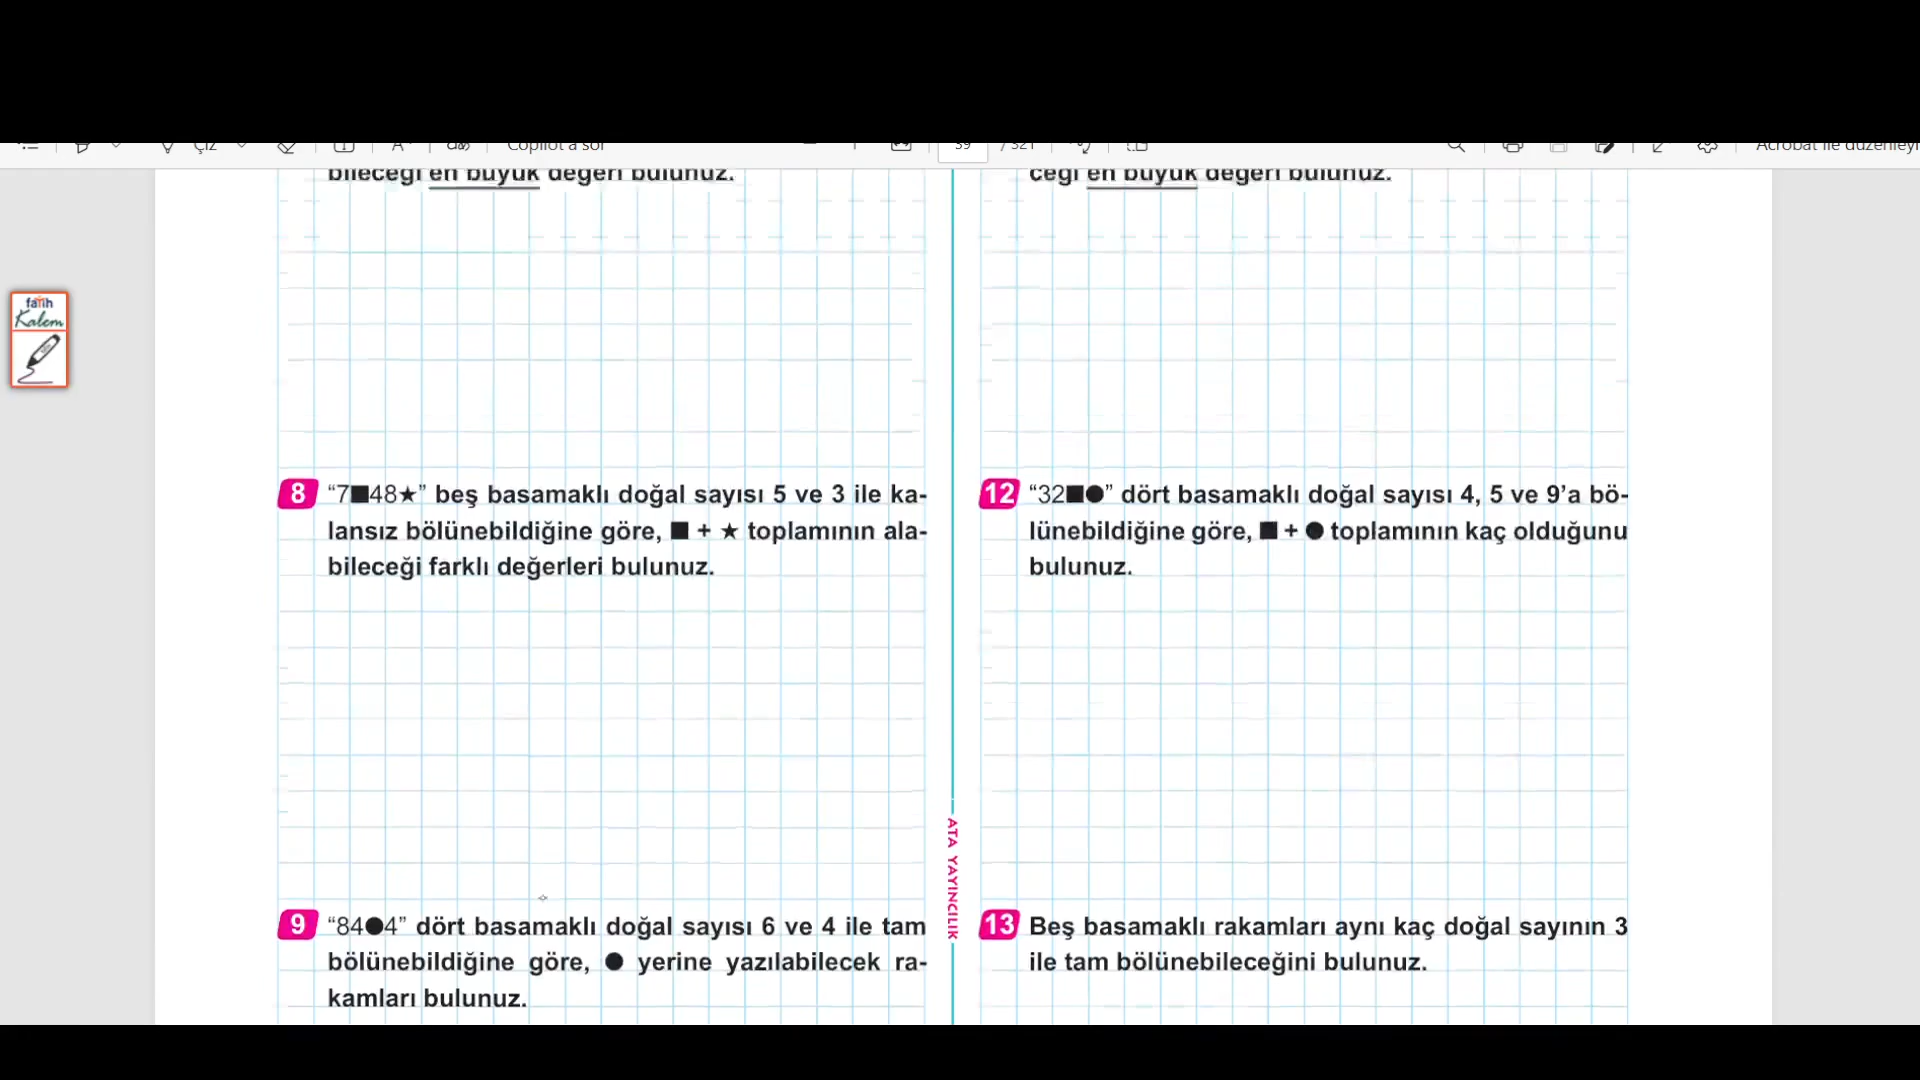 Çiz
Copilot'a sor
39 / 321
Acrobat ile düzenleyi
bileceği en büyük değeri bulunuz.
fatih
Kalem
8 “7■48★” beş basamaklı doğal sayısı 5 ve 3 ile ka-
lansız bölünebildiğine göre, ■ + ★ toplamının ala-
bileceği farklı değerleri bulunuz.
9 “84●4” dört basamaklı doğal sayısı 6 ve 4 ile tam
bölünebildiğine göre, ● yerine yazılabilecek ra-
kamları bulunuz.
ATA YAYINCILIK
ceği en büyük değeri bulunuz.
12 “32■●” dört basamaklı doğal sayısı 4, 5 ve 9’a bö-
lünebildiğine göre, ■ + ● toplamının kaç olduğunu
bulunuz.
13 Beş basamaklı rakamları aynı kaç doğal sayının 3
ile tam bölünebileceğini bulunuz.